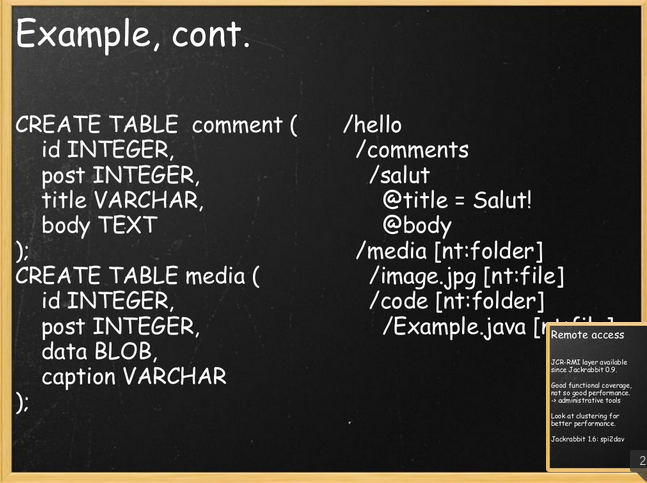 Example, cont.
CREATE TABLE comment (
id INTEGER,
post INTEGER,
title VARCHAR,
body TEXT
);
CREATE TABLE media (
id INTEGER,
post INTEGER,
data BLOB,
caption VARCHAR
);
/hello
/comments
/salut
@title = Salut!
@body
/media [nt:folder]
/image.jpg [nt:file]
/code [nt:folder]
/Example.java [nt:file]
Remote access
JCR-RMI layer available
since Jackrabbit 0.9.
Good functional coverage,
not so good performance.
-> administrative tools
Look at clustering for
better performance.
Jackrabbit 1.6: spi2dav
2